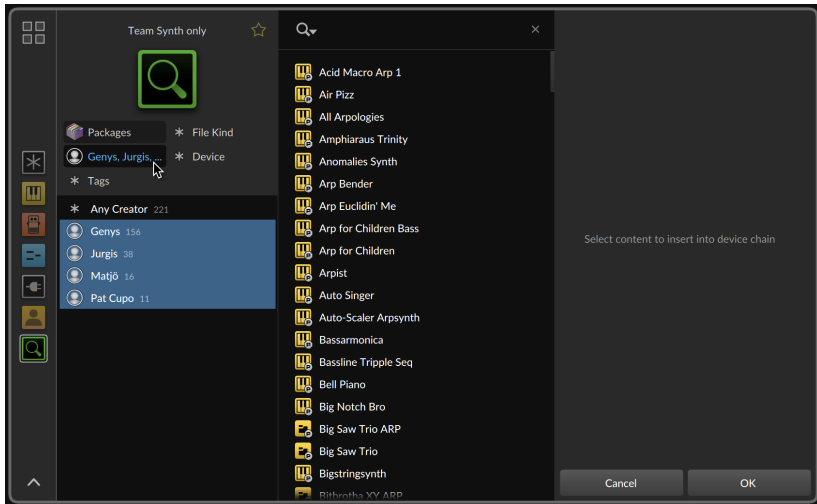 Team Synth only
Packages
File Kind
Genys, Jurgis, ...
Device
Tags
Any Creator 221
Genys 156
Jurgis 38
Matjö 16
Pat Cupo 11
Acid Macro Arp 1
Air Pizz
All Arpologies
Amphiaraus Trinity
Anomalies Synth
Arp Bender
Arp Euclidin' Me
Arp for Children Bass
Arp for Children
Arpist
Auto Singer
Auto-Scaler Arpsynth
Bassarmonica
Bassline Tripple Seq
Bell Piano
Big Notch Bro
Big Saw Trio ARP
Big Saw Trio
Bigstringsynth
Bithrotha XY ARP
Select content to insert into device chain
Cancel
OK